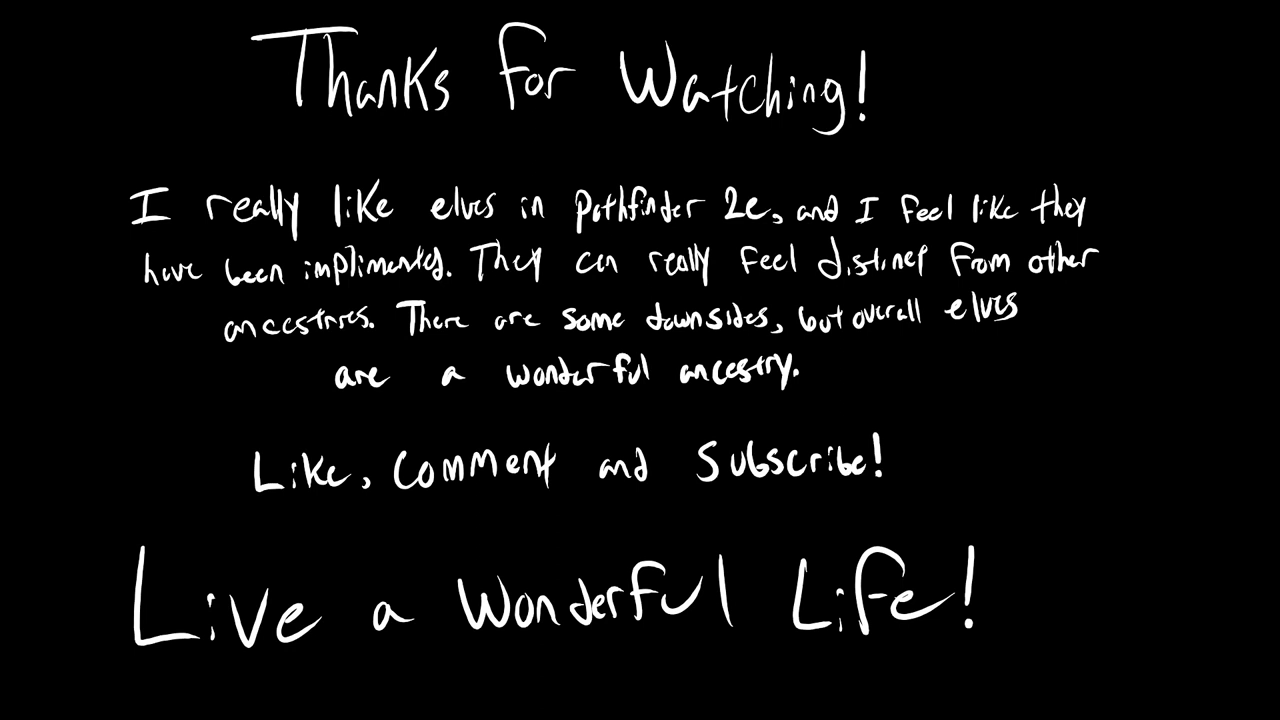 Thanks for Watching!
I really like elves in Pathfinder 2e, and I feel like they
have been implimented. They can really feel distinct from other
ancestries. There are some downsides, but overall elves
are a wonderful ancestry.
Like, Comment and Subscribe!
Live a Wonderful Life!